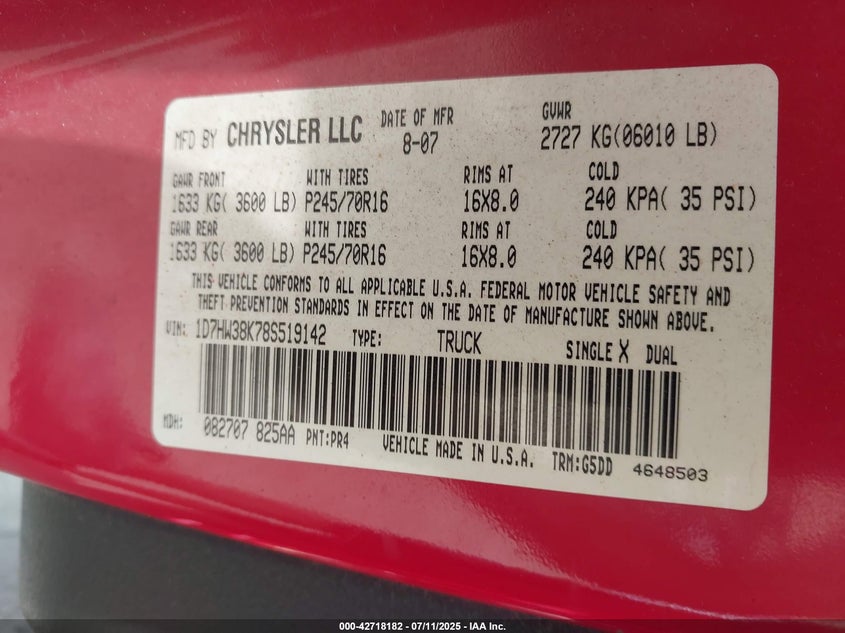 MFD BY CHRYSLER LLC DATE OF MFR 8-07 GVWR 2727 KG(06010 LB)
GAWR FRONT WITH TIRES RIMS AT COLD
1633 KG( 3600 LB) P245/70R16 16X8.0 240 KPA( 35 PSI)
GAWR REAR WITH TIRES RIMS AT COLD
1633 KG( 3600 LB) P245/70R16 16X8.0 240 KPA( 35 PSI)
THIS VEHICLE CONFORMS TO ALL APPLICABLE U.S.A. FEDERAL MOTOR VEHICLE SAFETY AND
THEFT PREVENTION STANDARDS IN EFFECT ON THE DATE OF MANUFACTURE SHOWN ABOVE.
VIN: 1D7HW38K78S519142 TYPE: TRUCK SINGLE X DUAL
MDH: 082707 825AA PNT:PR4 VEHICLE MADE IN U.S.A. TRM:G5DD 4648503
000-42718182 - 07/11/2025 - IAA Inc.